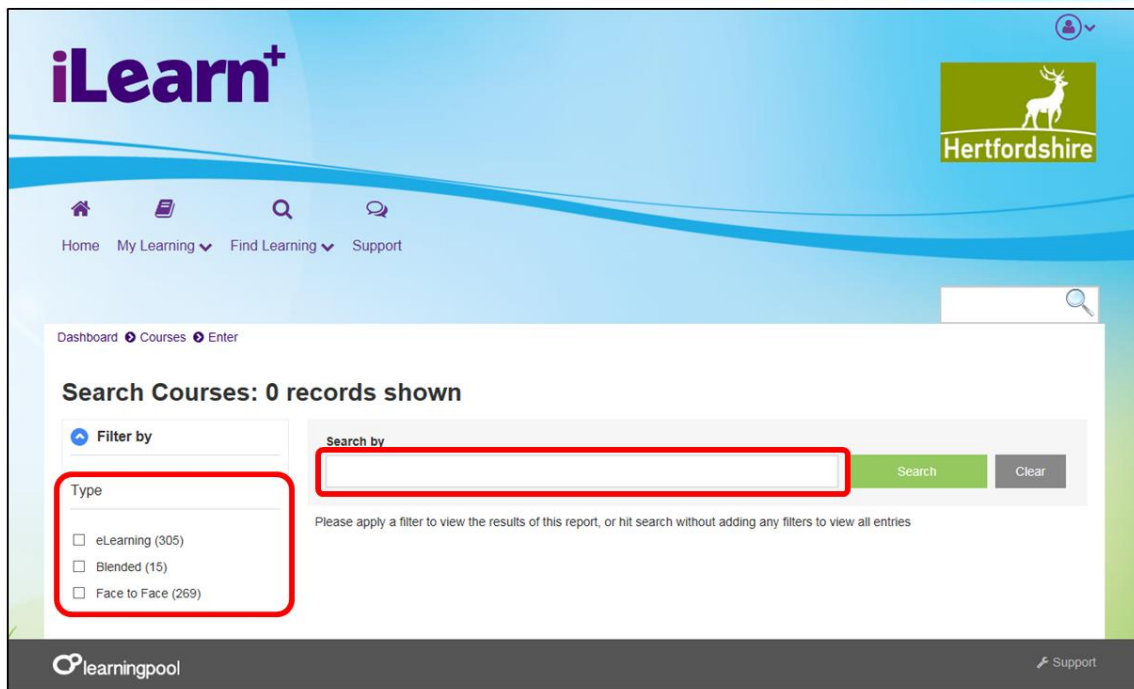 iLearn+
Hertfordshire
Home My Learning Find Learning Support
Dashboard Courses Enter
Search Courses: 0 records shown
Filter by
Type
eLearning (305)
Blended (15)
Face to Face (269)
Search by
Search Clear
Please apply a filter to view the results of this report, or hit search without adding any filters to view all entries
learningpool
Support